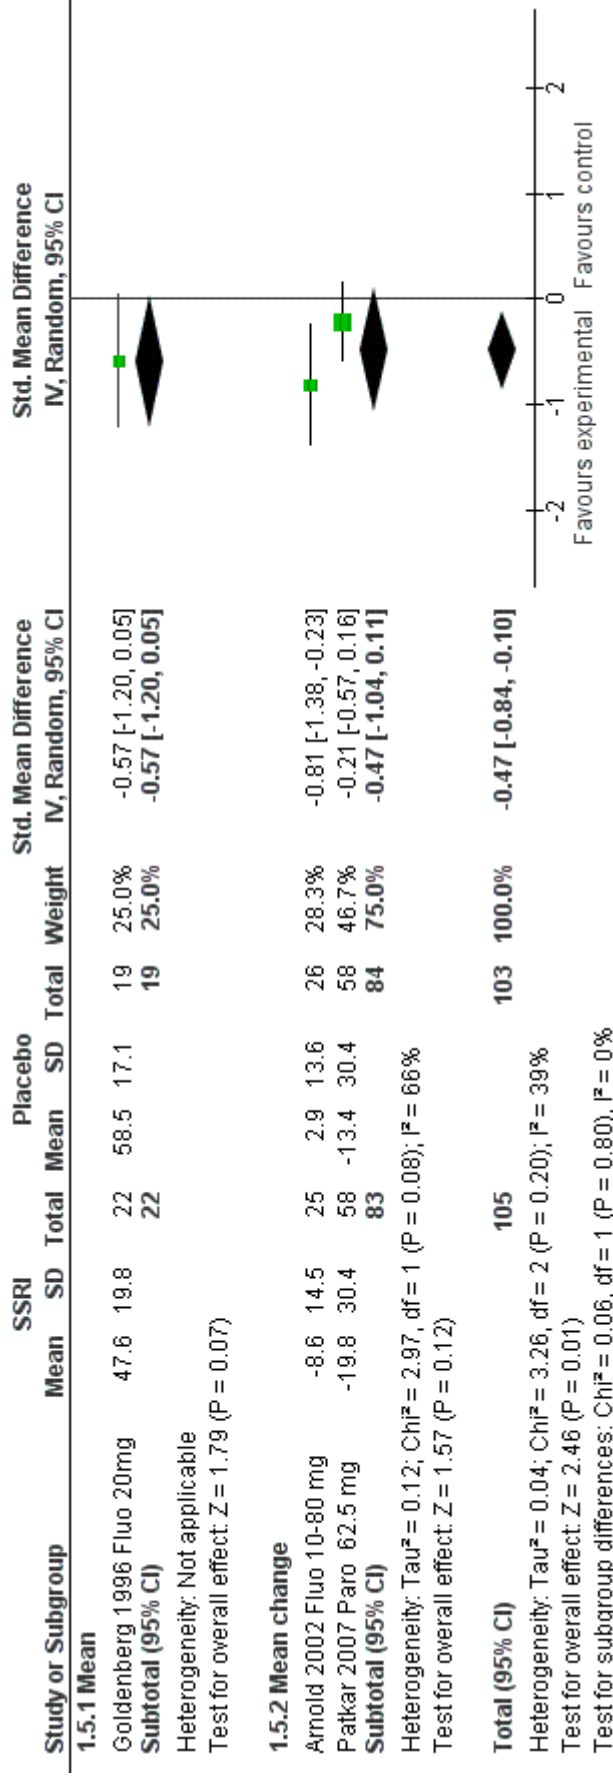 SSRI Placebo Std. Mean Difference Std. Mean Difference
Study or Subgroup Mean SD Total Mean SD Total Weight IV, Random, 95% CI IV, Random, 95% CI
1.5.1 Mean
Goldenberg 1996 Fluo 20mg 47.6 19.8 22 58.5 17.1 19 25.0% -0.57 [-1.20, 0.05]
Subtotal (95% CI) 22 19 25.0% -0.57 [-1.20, 0.05]
Heterogeneity: Not applicable
Test for overall effect: Z = 1.79 (P = 0.07)
1.5.2 Mean change
Arnold 2002 Fluo 10-80 mg -8.6 14.5 25 2.9 13.6 26 28.3% -0.81 [-1.38, -0.23]
Patkar 2007 Paro 62.5 mg -19.8 30.4 58 -13.4 30.4 58 46.7% -0.21 [-0.57, 0.16]
Subtotal (95% CI) 83 84 75.0% -0.47 [-1.04, 0.11]
Heterogeneity: Tau² = 0.12; Chi² = 2.97, df = 1 (P = 0.08); I² = 66%
Test for overall effect: Z = 1.57 (P = 0.12)
Total (95% CI) 105 103 100.0% -0.47 [-0.84, -0.10]
Heterogeneity: Tau² = 0.04; Chi² = 3.26, df = 2 (P = 0.20); I² = 39%
Test for overall effect: Z = 2.46 (P = 0.01)
Test for subgroup differences: Chi² = 0.06, df = 1 (P = 0.80), I² = 0%
-2 -1 0 1 2
Favours experimental Favours control